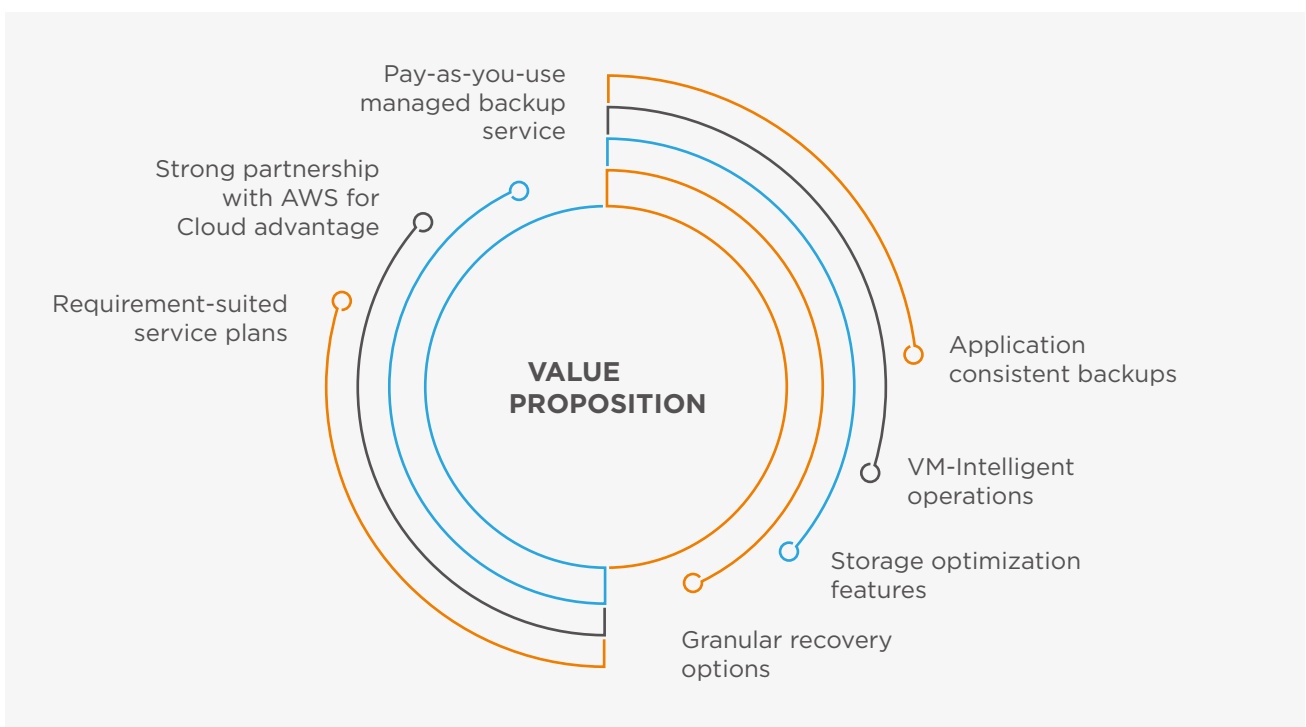 Pay-as-you-use
managed backup
service
Strong partnership
with AWS for
Cloud advantage
Requirement-suited
service plans
VALUE
PROPOSITION
Application
consistent backups
VM-Intelligent
operations
Storage optimization
features
Granular recovery
options